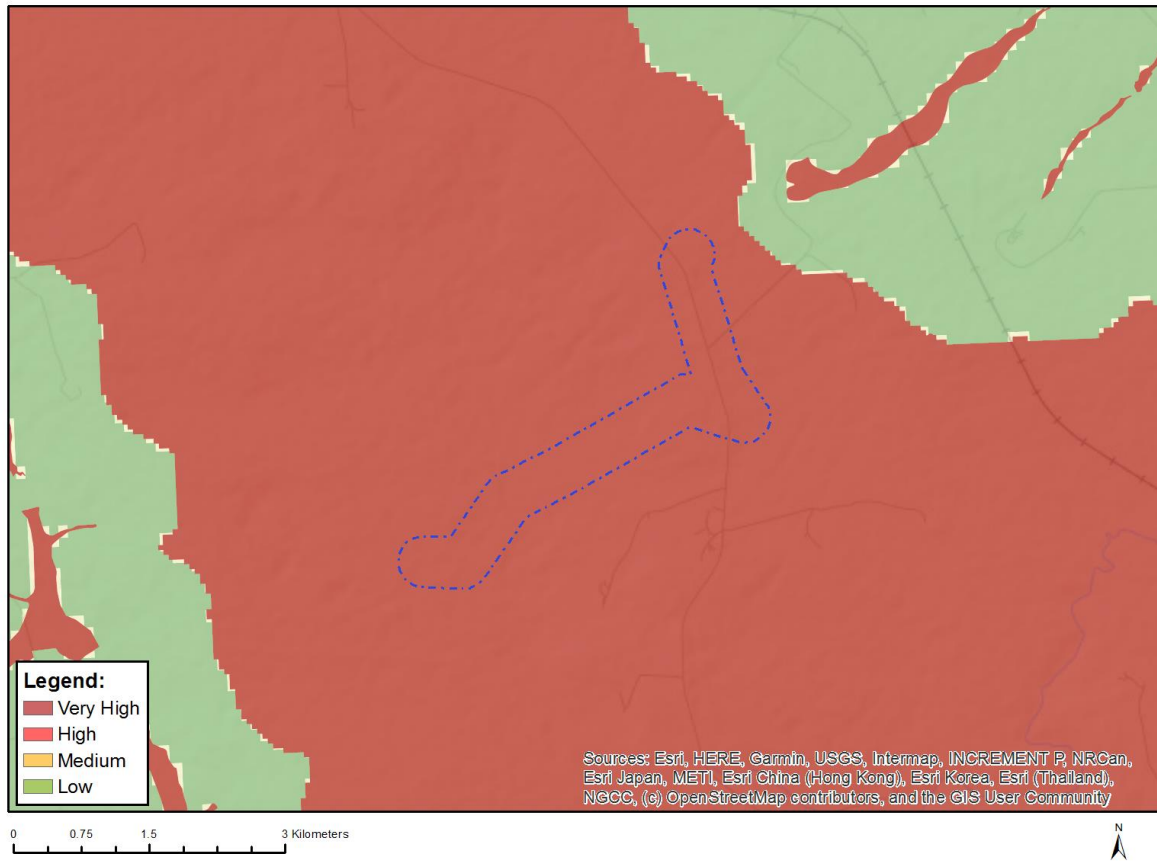 Legend:
Very High
High
Medium
Low
Sources: Esri, HERE, Garmin, USGS, Intermap, INCREMENT P, NRCan,
Esri Japan, METI, Esri China (Hong Kong), Esri Korea, Esri (Thailand),
NGCC, (c) OpenStreetMap contributors, and the GIS User Community
0 0.75 1.5 3 Kilometers
N